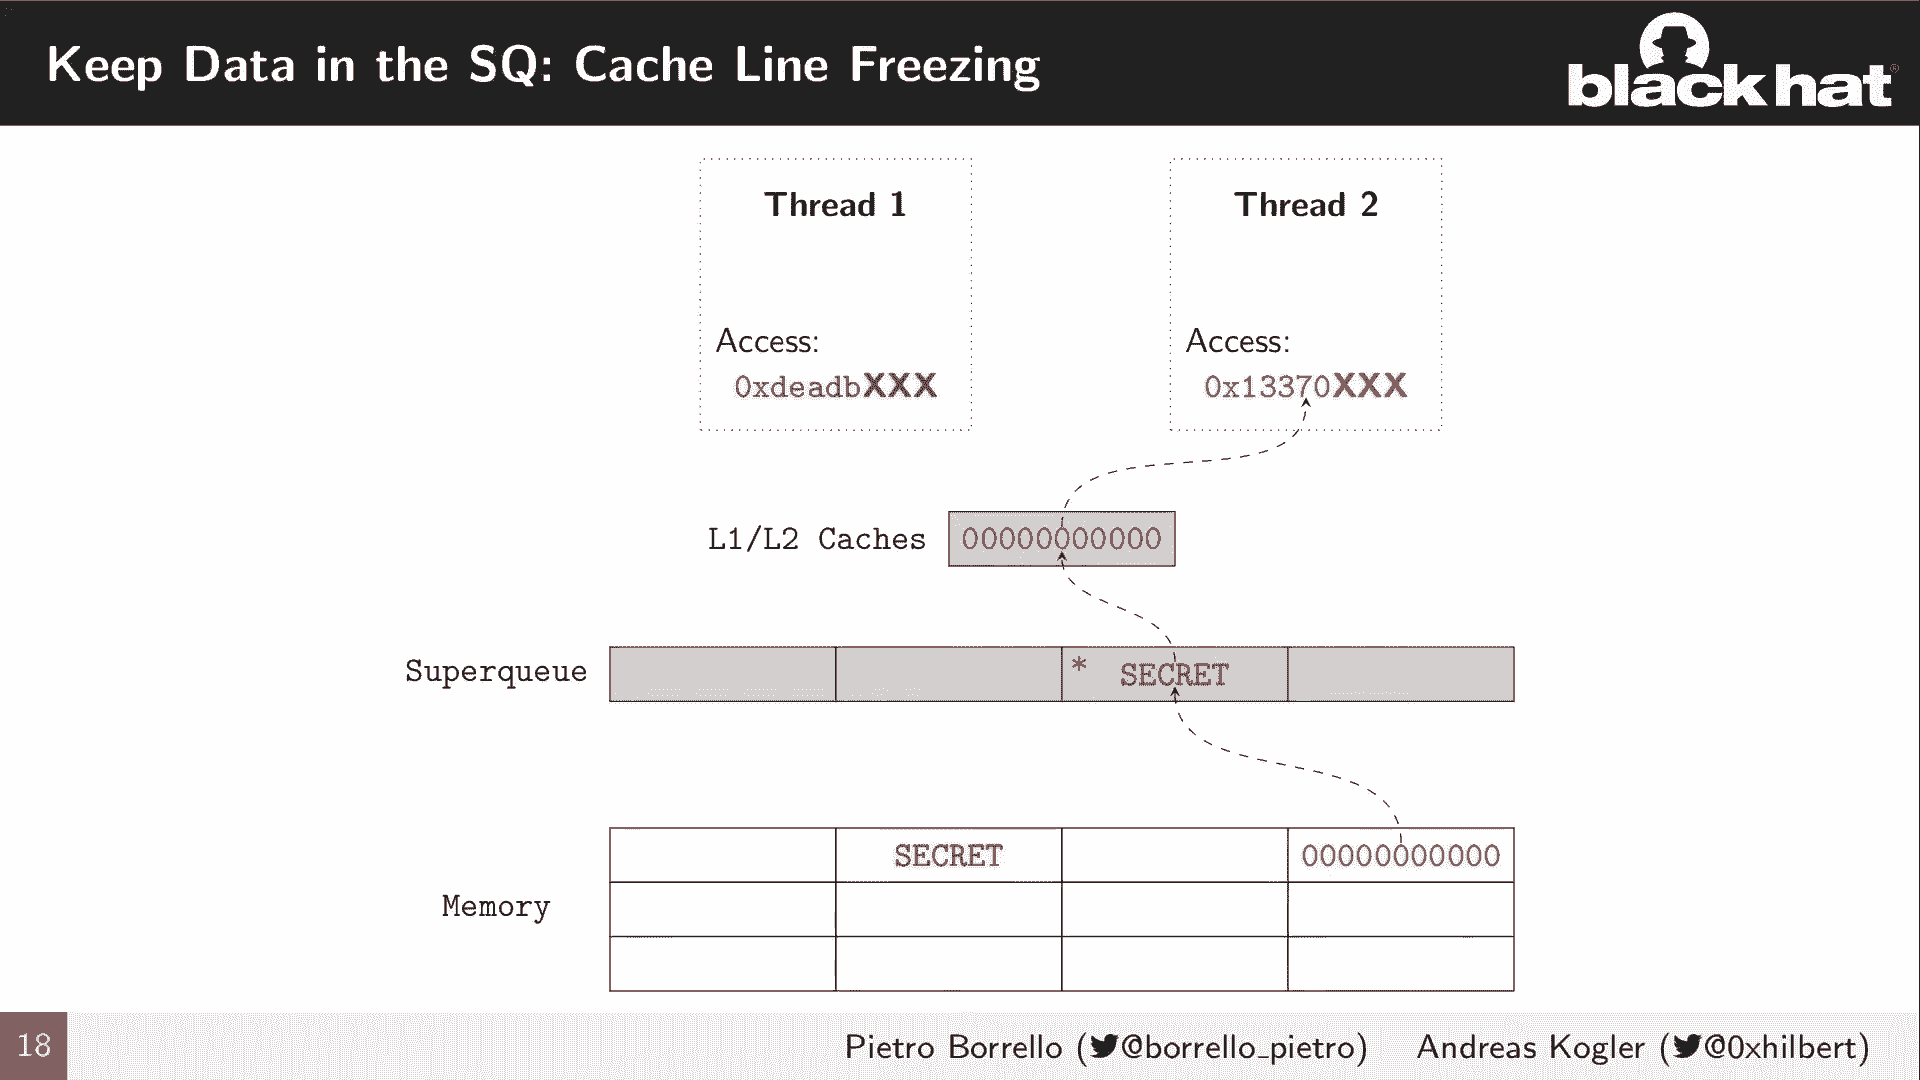 Keep Data in the SQ: Cache Line Freezing
black hat®
Thread 1
Access:
0xdeadbXXX
Thread 2
Access:
0x13370XXX
L1/L2 Caches 00000000000
Superqueue * SECRET
SECRET 00000000000
Memory
18 Pietro Borrello (@borrello_pietro) Andreas Kogler (@0xhilbert)